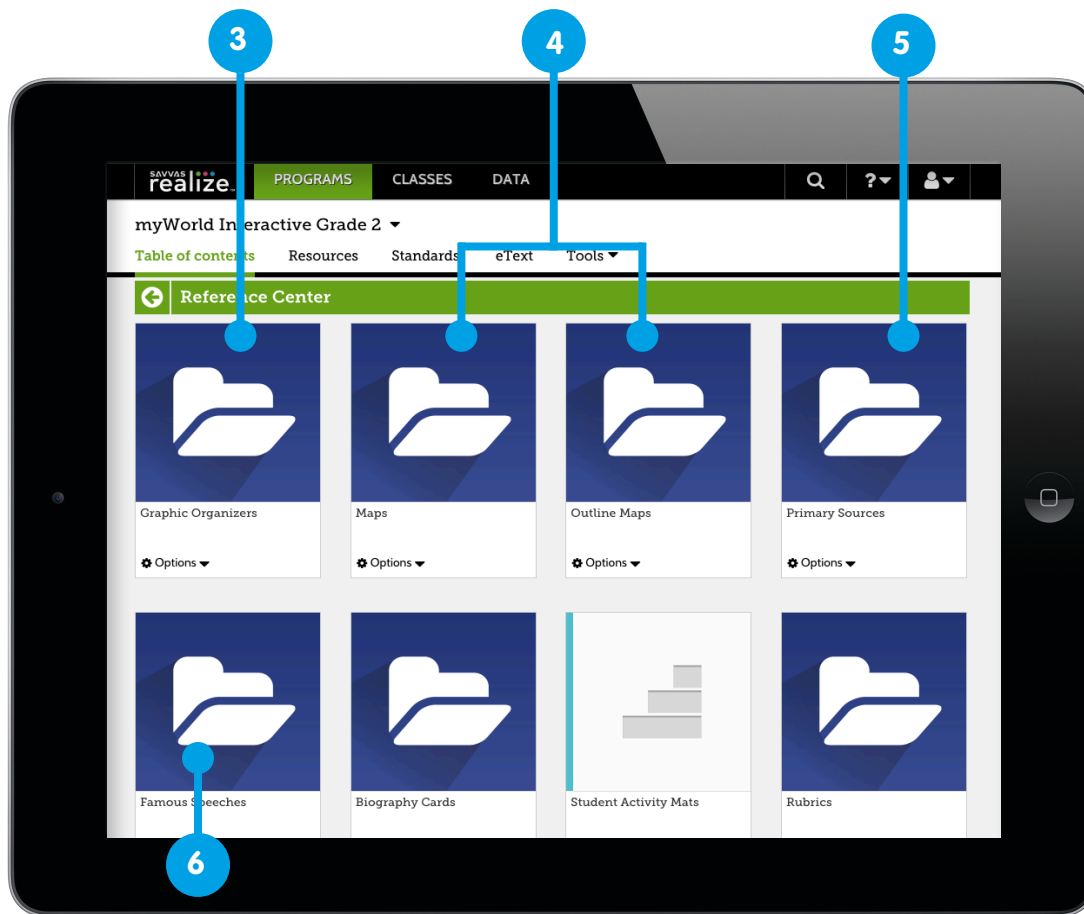 3 4 5
savvas
realize™ PROGRAMS CLASSES DATA ?
myWorld Interactive Grade 2
Table of contents Resources Standards eText Tools
Reference Center
Graphic Organizers Maps Outline Maps Primary Sources
Options Options Options Options
Famous Speeches Biography Cards Student Activity Mats Rubrics
6